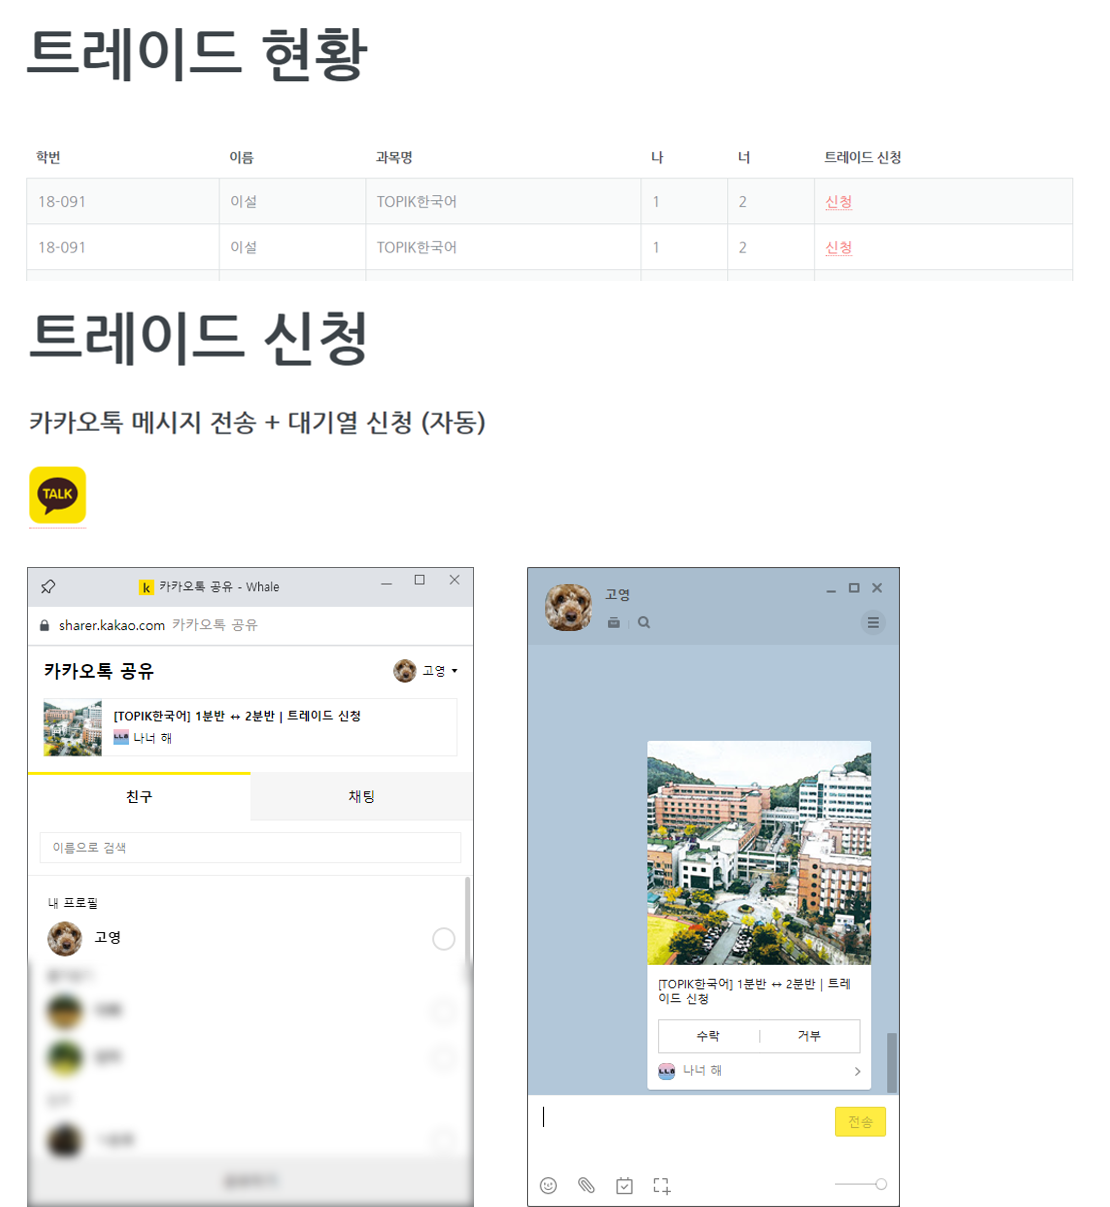 트레이드 현황
학번 이름 과목명 나 너 트레이드 신청
18-091 이설 TOPIK한국어 1 2 신청
18-091 이설 TOPIK한국어 1 2 신청
트레이드 신청
카카오톡 메시지 전송 + 대기열 신청 (자동)
TALK
k 카카오톡 공유 - Whale
sharer.kakao.com 카카오톡 공유
카카오톡 공유
고영
[TOPIK한국어] 1분반 ↔ 2분반 | 트레이드 신청
나너 해
친구 채팅
이름으로 검색
내 프로필
고영
고영
[TOPIK한국어] 1분반 ↔ 2분반 | 트레
이드 신청
수락 | 거부
나너 해
전송